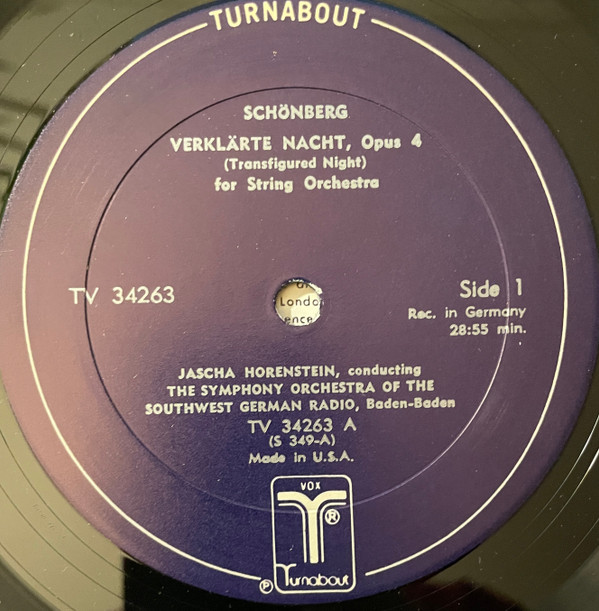 TURNABOUT
SCHÖNBERG
VERKLÄRTE NACHT, Opus 4
(Transfigured Night)
for String Orchestra
TV 34263
Side 1
Rec. in Germany
28:55 min.
Londo
ence
JASCHA HORENSTEIN, conducting
THE SYMPHONY ORCHESTRA OF THE
SOUTHWEST GERMAN RADIO, Baden-Baden
TV 34263 A
(S 349-A)
Made in U.S.A.
VOX
®
℗ Turnabout